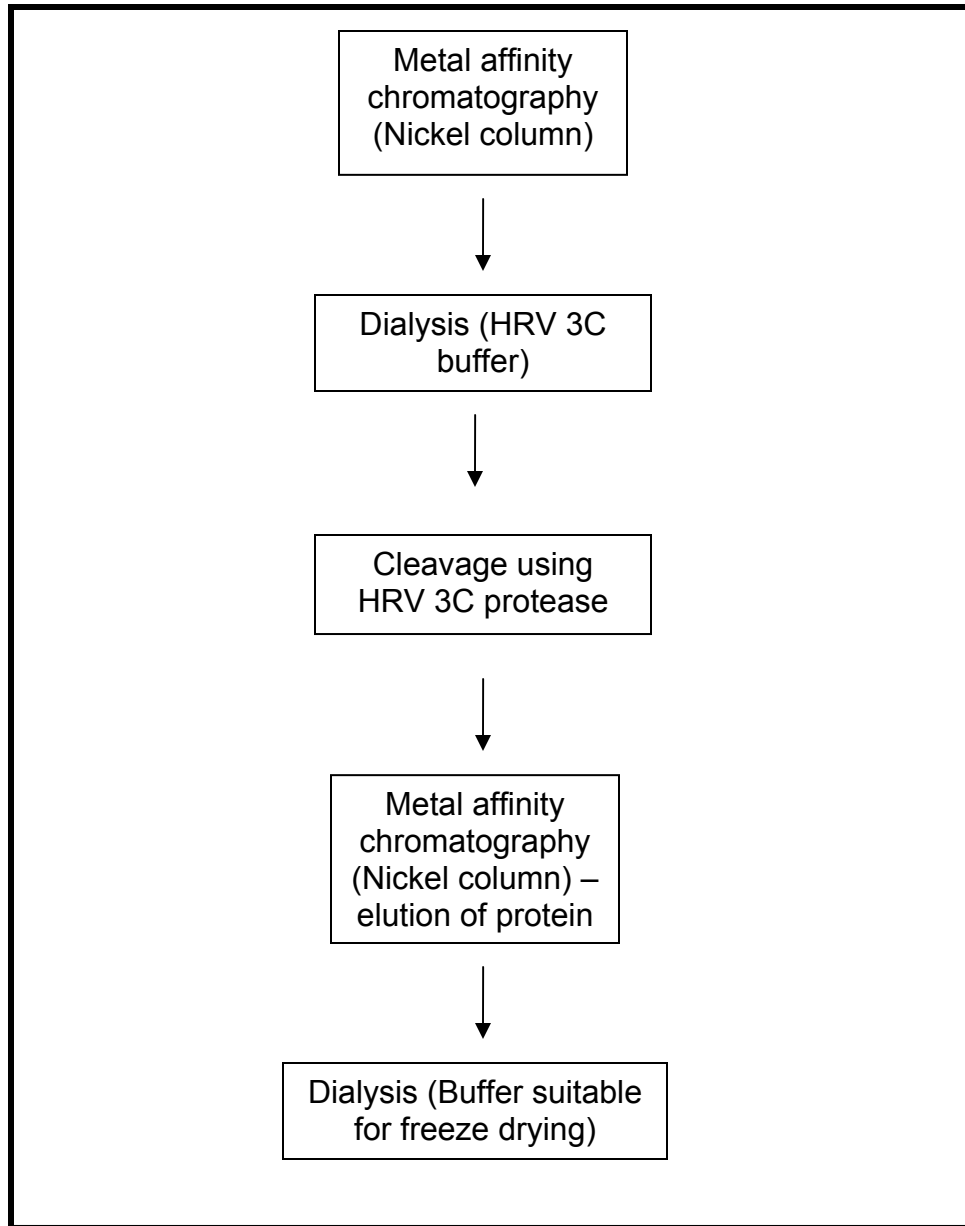 Metal affinity
chromatography
(Nickel column)
Dialysis (HRV 3C
buffer)
Cleavage using
HRV 3C protease
Metal affinity
chromatography
(Nickel column) –
elution of protein
Dialysis (Buffer suitable
for freeze drying)